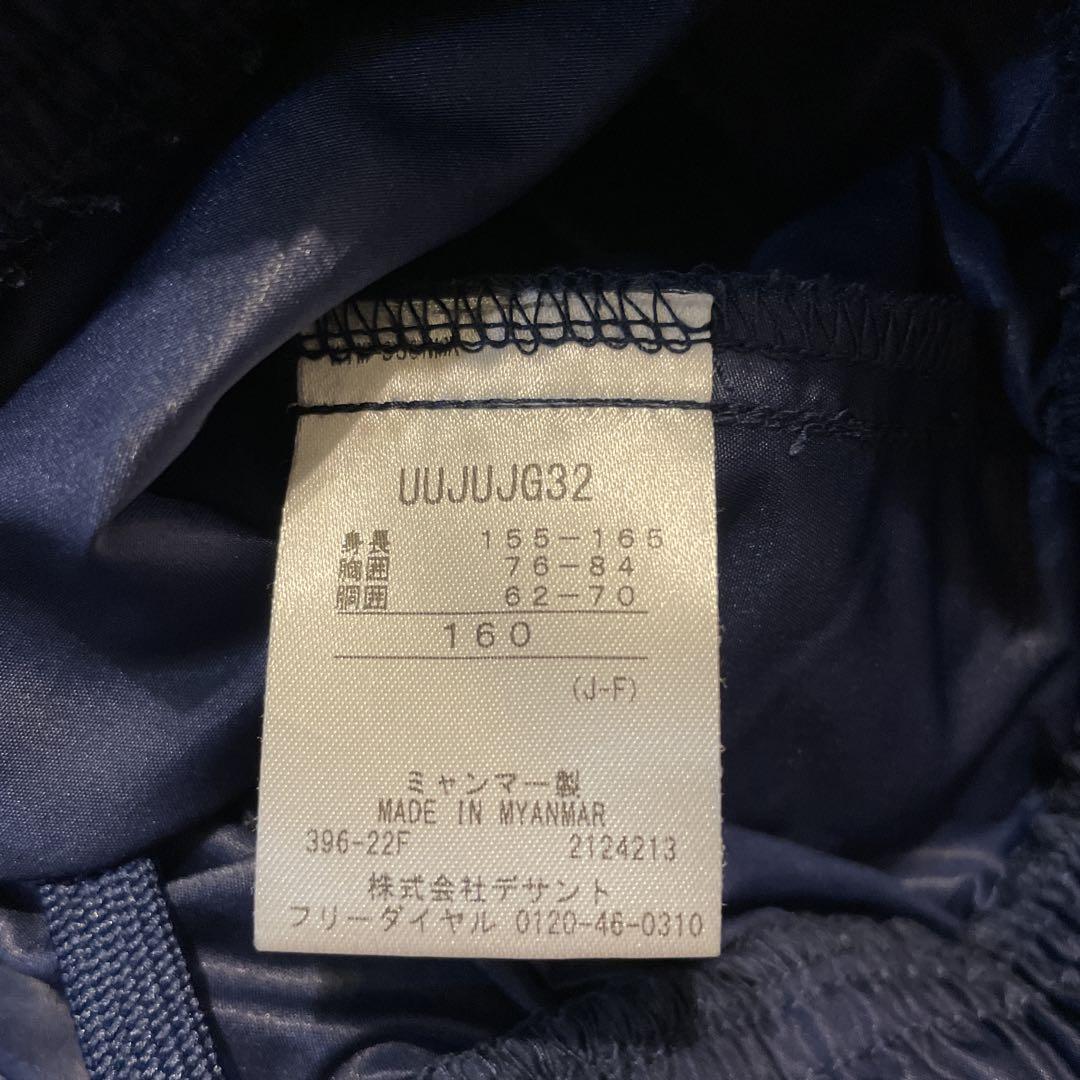 UUJUJG32
身長 155-165
胸囲 76-84
胴囲 62-70
160
(J-F)
ミャンマー製
MADE IN MYANMAR
396-22F 2124213
株式会社デサント
フリーダイヤル 0120-46-0310